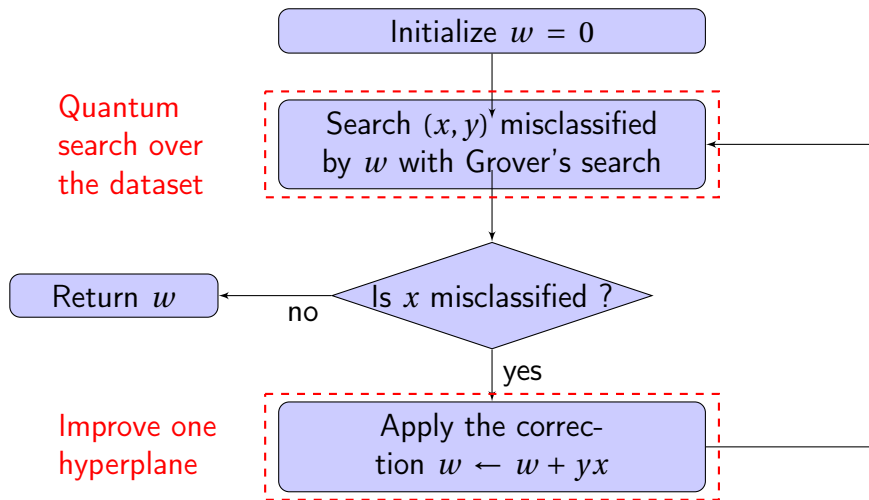 Initialize w = 0
Quantum
search over
the dataset
Search (x, y) misclassified
by w with Grover's search
Is x misclassified ?
no
Return w
yes
Improve one
hyperplane
Apply the correc-
tion w ← w + yx